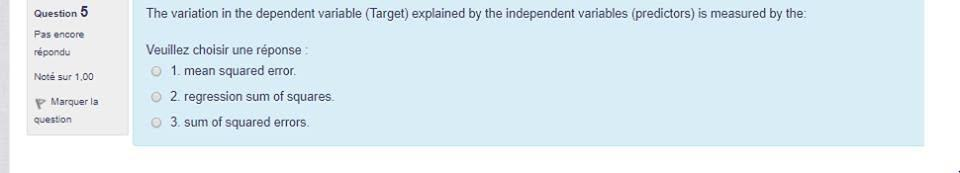 Question 5
Pas encore
répondu
Noté sur 1,00
Marquer la
question
The variation in the dependent variable (Target) explained by the independent variables (predictors) is measured by the:
Veuillez choisir une réponse :
1. mean squared error.
2. regression sum of squares.
3. sum of squared errors.